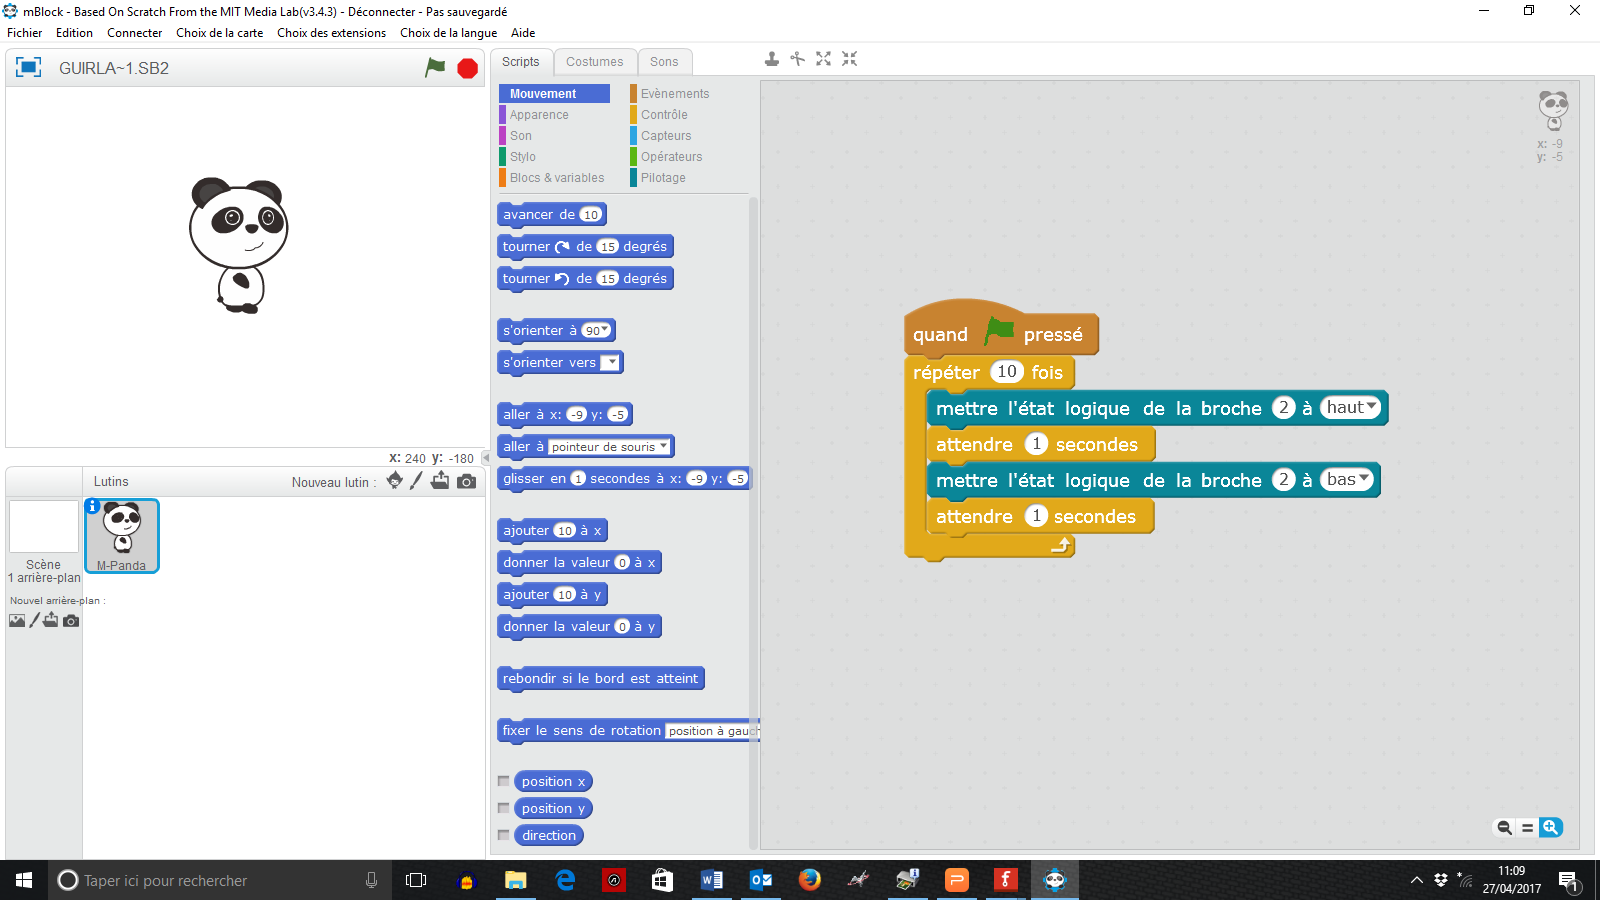 mBlock - Based On Scratch From the MIT Media Lab(v3.4.3) - Déconnecter - Pas sauvegardé
Fichier Edition Connecter Choix de la carte Choix des extensions Choix de la langue Aide
GUIRLA~1.SB2
x: 240 y: -180
Lutins
Nouveau lutin :
Scène
1 arrière-plan
Nouvel arrière-plan :
M-Panda
Scripts Costumes Sons
Mouvement Evènements
Apparence Contrôle
Son Capteurs
Stylo Opérateurs
Blocs & variables Pilotage
avancer de 10
tourner de 15 degrés
tourner de 15 degrés
s'orienter à 90
s'orienter vers
aller à x: -9 y: -5
aller à pointeur de souris
glisser en 1 secondes à x: -9 y: -5
ajouter 10 à x
donner la valeur 0 à x
ajouter 10 à y
donner la valeur 0 à y
rebondir si le bord est atteint
fixer le sens de rotation position à gauc
position x
position y
direction
x: -9
y: -5
quand pressé
répéter 10 fois
mettre l'état logique de la broche 2 à haut
attendre 1 secondes
mettre l'état logique de la broche 2 à bas
attendre 1 secondes
Taper ici pour rechercher
11:09
27/04/2017
1